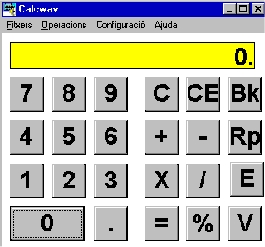 Calcwav
Fitxers Operacions Configuració Ajuda
0.
7 8 9 C CE Bk
4 5 6 + - Rp
1 2 3 X / E
0 . = % V